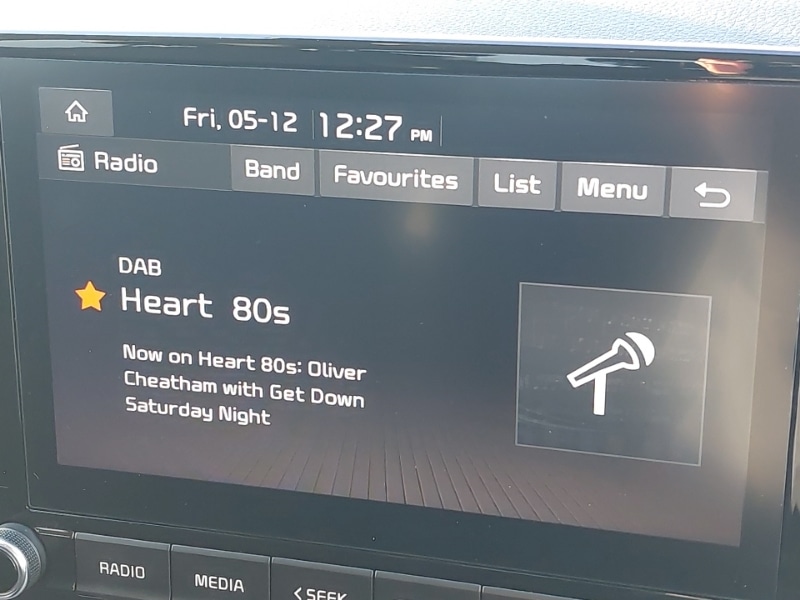 Fri, 05-12 12:27 PM
Radio Band Favourites List Menu
DAB
Heart 80s
Now on Heart 80s: Oliver
Cheatham with Get Down
Saturday Night
RADIO MEDIA <SEEK